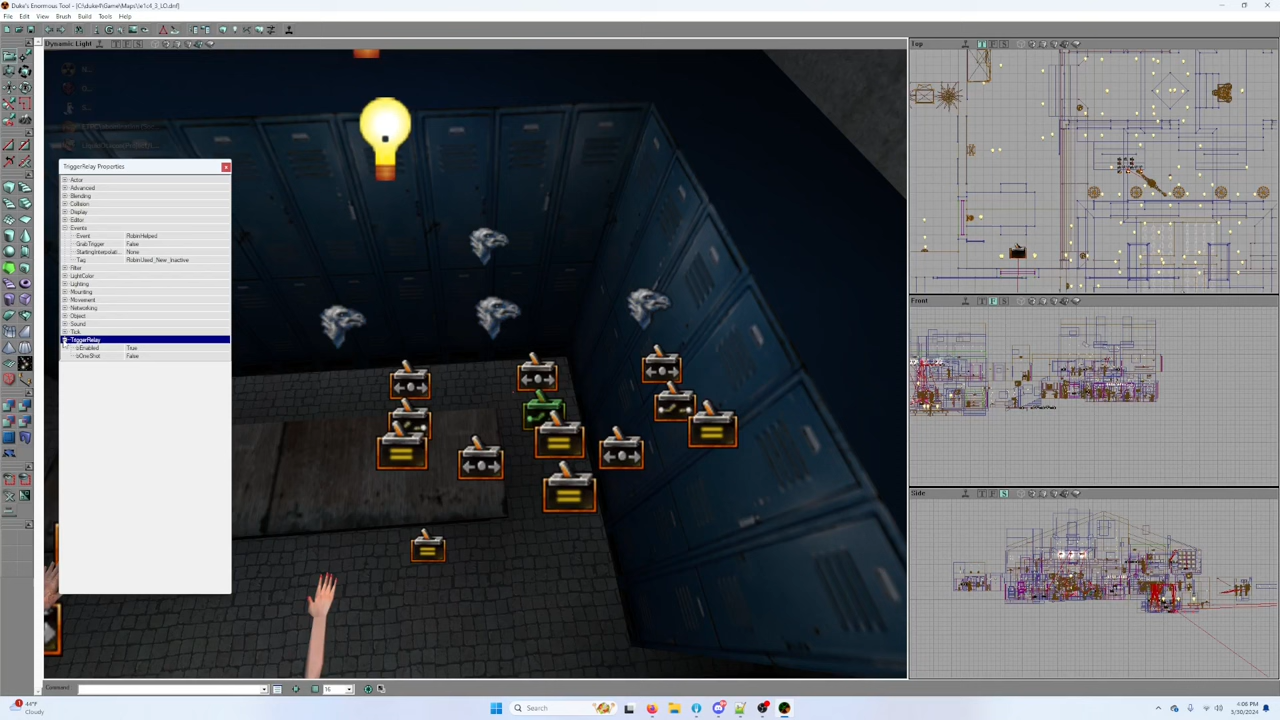 Duke's Enormous Tool - [C:\duke4\Game\Maps\!e1c4_3_LO.dnf]
File Edit View Brush Build Tools Help
Dynamic Light
T F S
Top
T F S
TriggerRelay Properties
Actor
Advanced
Blending
Collision
Display
Editor
Events
Event RobinHelped
GrabTrigger False
StartingInterpolati... None
Tag RobinUsed_New_Inactive
Filter
LightColor
Lighting
Mounting
Movement
Networking
Object
Sound
Tick
TriggerRelay
bEnabled True
bOneShot False
Front
T F S
Side
T F S
Command
16
44°F
Cloudy
Search
4:06 PM
3/30/2024